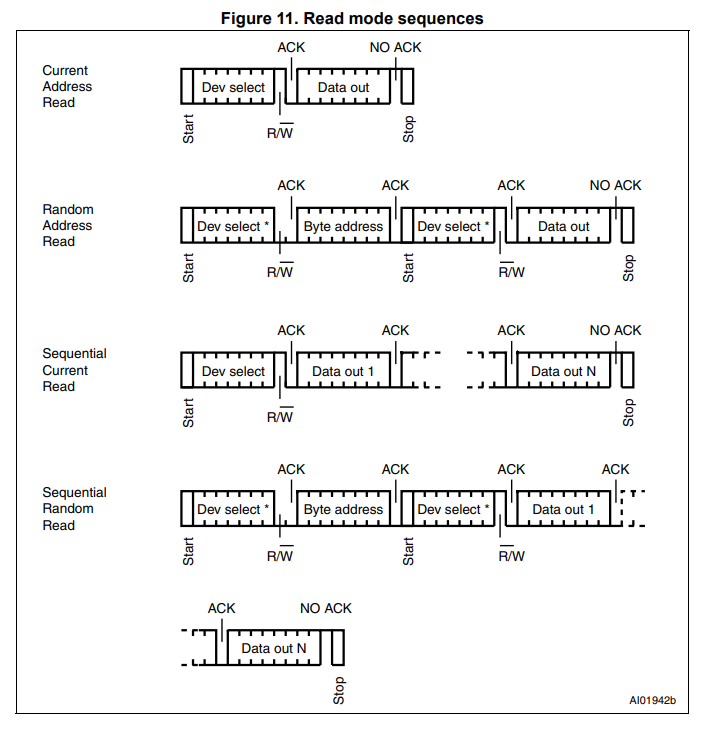 Figure 11. Read mode sequences
ACK NO ACK
Current
Address
Read
Dev select Data out
Start R/W Stop
ACK ACK ACK NO ACK
Random
Address
Read
Dev select * Byte address Dev select * Data out
Start R/W Start R/W Stop
ACK ACK ACK NO ACK
Sequential
Current
Read
Dev select Data out 1 Data out N
Start R/W Stop
ACK ACK ACK ACK
Sequential
Random
Read
Dev select * Byte address Dev select * Data out 1
Start R/W Start R/W
ACK NO ACK
Data out N
Stop
AI01942b